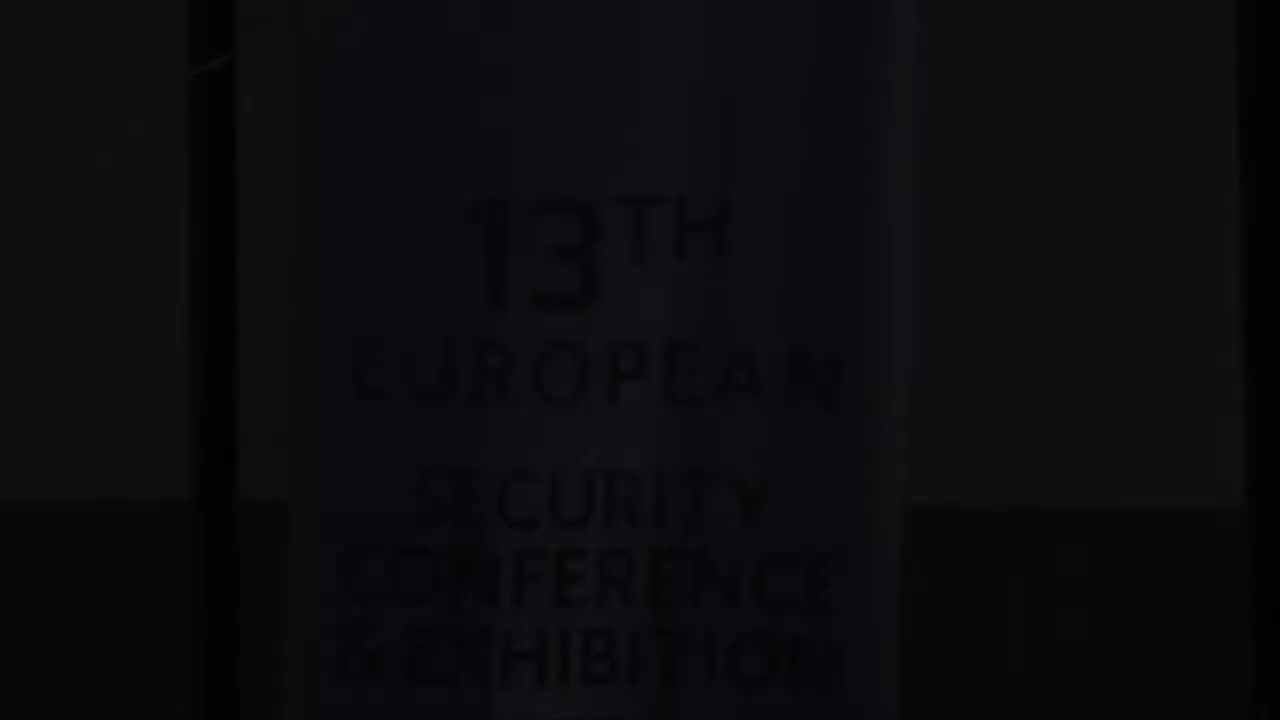 13TH
EUROPEAN
SECURITY
CONFERENCE
& EXHIBITION